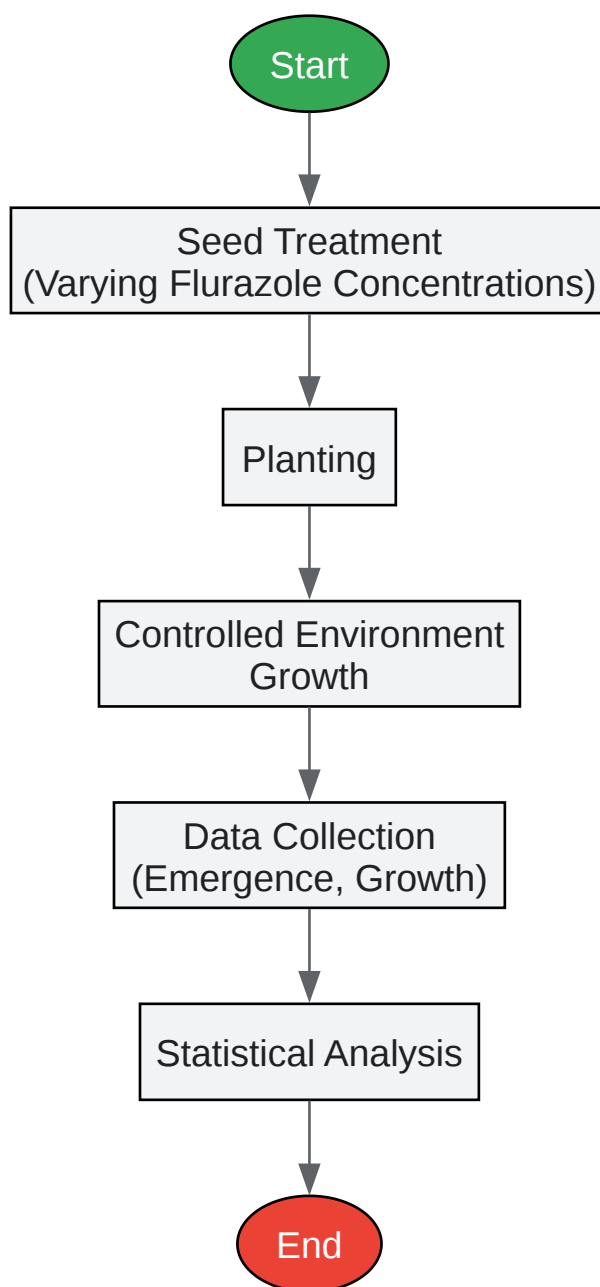 Start
Seed Treatment
(Varying Flurazole Concentrations)
Planting
Controlled Environment
Growth
Data Collection
(Emergence, Growth)
Statistical Analysis
End